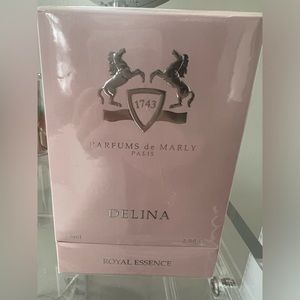 1743
PARFUMS de MARLY
PARIS
DELINA
ROYAL ESSENCE